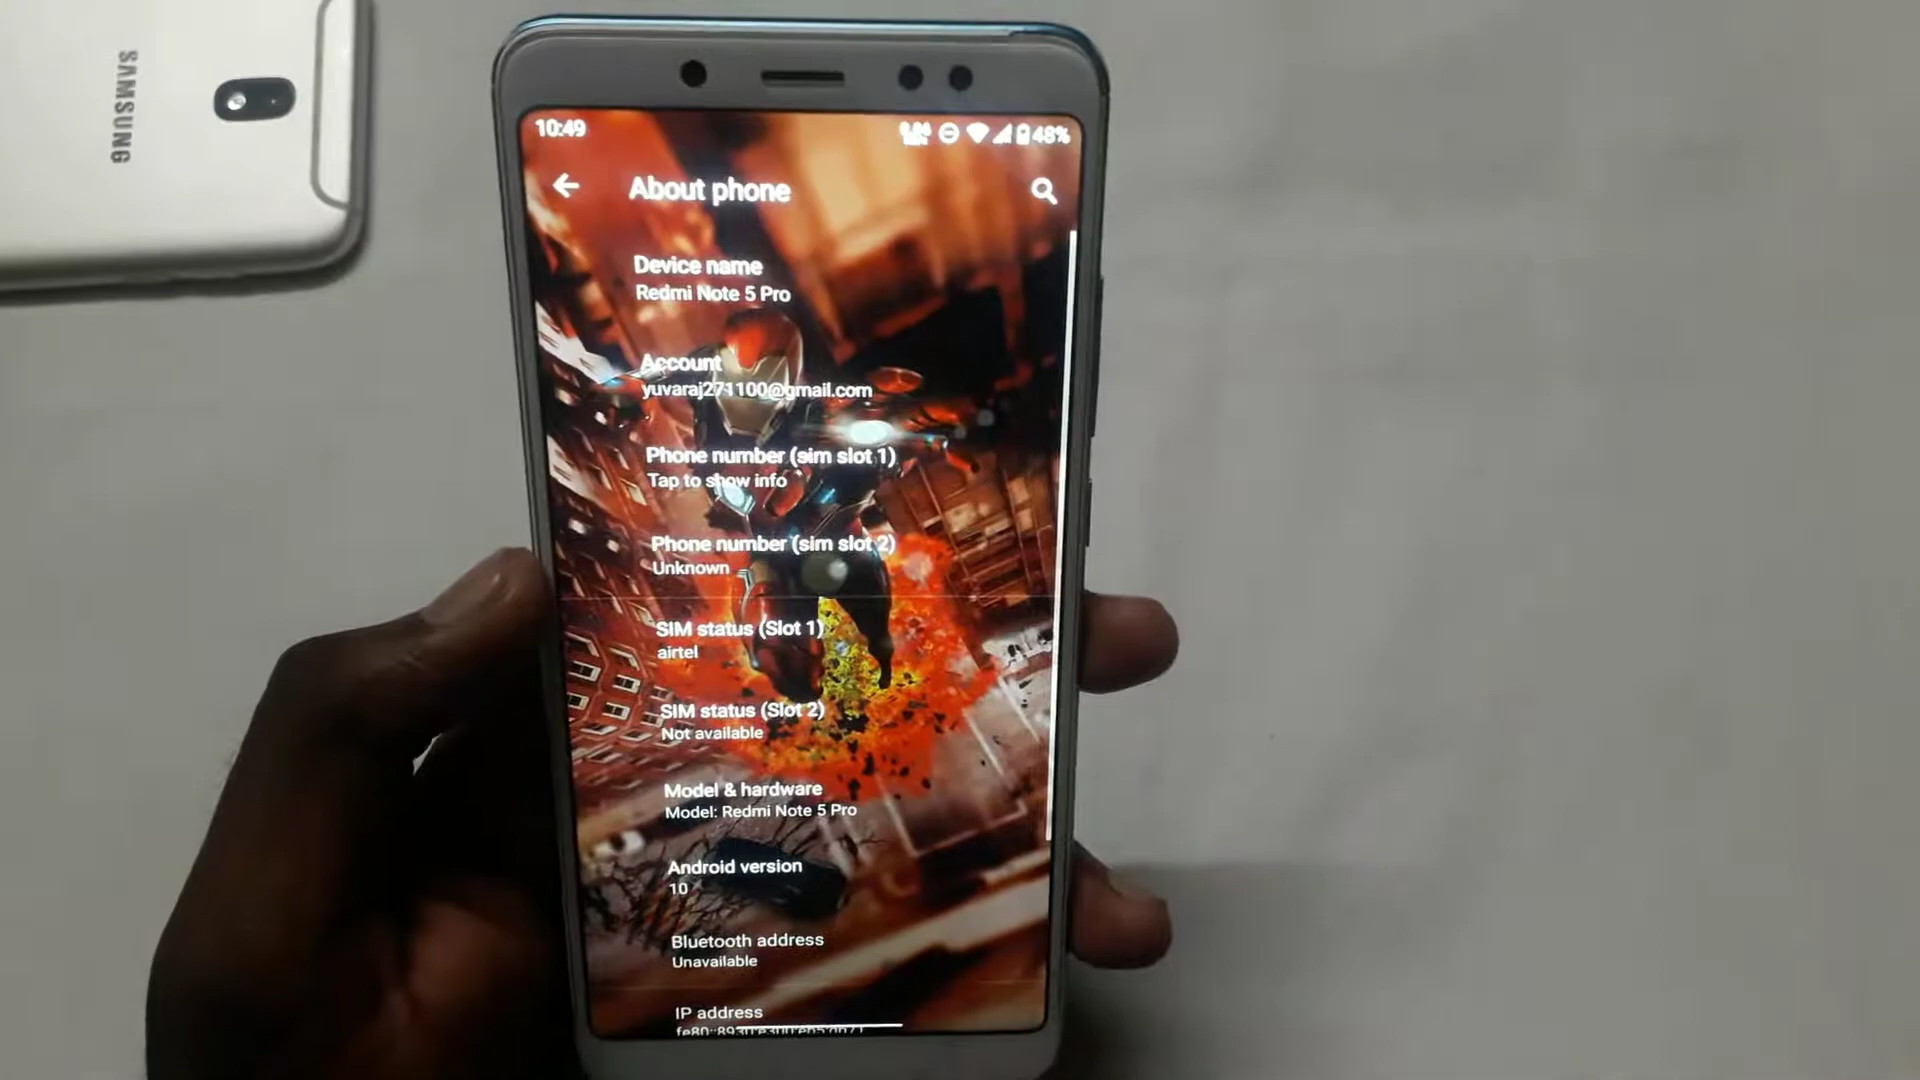 SAMSUNG
10:49
48%
About phone
Device name
Redmi Note 5 Pro
Account
yuvaraj271100@gmail.com
Phone number (sim slot 1)
Tap to show info
Phone number (sim slot 2)
Unknown
SIM status (Slot 1)
airtel
SIM status (Slot 2)
Not available
Model & hardware
Model: Redmi Note 5 Pro
Android version
10
Bluetooth address
Unavailable
IP address